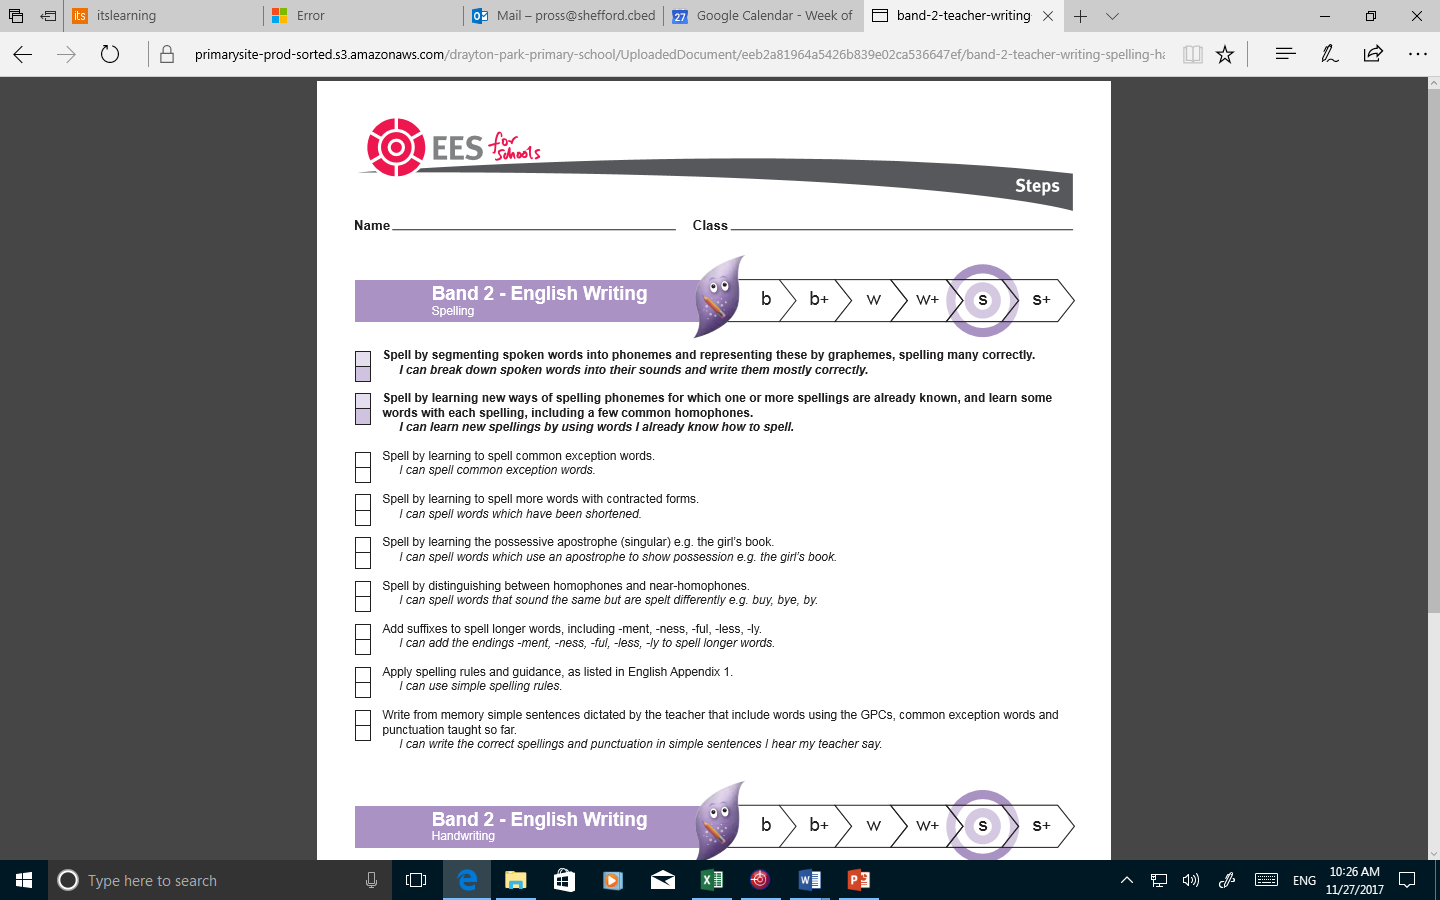 its itslearning
Error
Mail – pross@shefford.cbed
27 Google Calendar - Week of
band-2-teacher-writing
primarysite-prod-sorted.s3.amazonaws.com/drayton-park-primary-school/UploadedDocument/eeb2a81964a5426b839e02ca536647ef/band-2-teacher-writing-spelling-ha
EES for schools
Steps
Name Class
Band 2 - English Writing
Spelling
b b+ w w+ s s+
Spell by segmenting spoken words into phonemes and representing these by graphemes, spelling many correctly.
I can break down spoken words into their sounds and write them mostly correctly.
Spell by learning new ways of spelling phonemes for which one or more spellings are already known, and learn some
words with each spelling, including a few common homophones.
I can learn new spellings by using words I already know how to spell.
Spell by learning to spell common exception words.
I can spell common exception words.
Spell by learning to spell more words with contracted forms.
I can spell words which have been shortened.
Spell by learning the possessive apostrophe (singular) e.g. the girl's book.
I can spell words which use an apostrophe to show possession e.g. the girl's book.
Spell by distinguishing between homophones and near-homophones.
I can spell words that sound the same but are spelt differently e.g. buy, bye, by.
Add suffixes to spell longer words, including -ment, -ness, -ful, -less, -ly.
I can add the endings -ment, -ness, -ful, -less, -ly to spell longer words.
Apply spelling rules and guidance, as listed in English Appendix 1.
I can use simple spelling rules.
Write from memory simple sentences dictated by the teacher that include words using the GPCs, common exception words and
punctuation taught so far.
I can write the correct spellings and punctuation in simple sentences I hear my teacher say.
Band 2 - English Writing
Handwriting
b b+ w w+ s s+
Type here to search
ENG
10:26 AM
11/27/2017